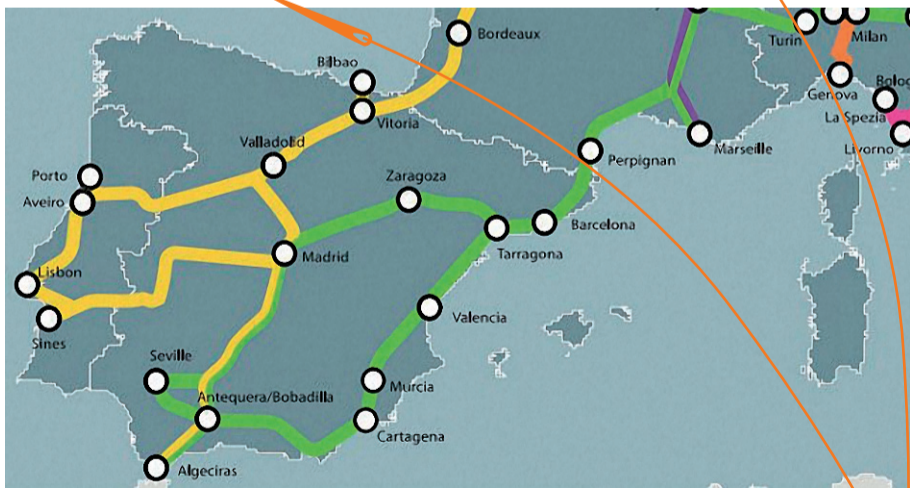 Bordeaux
Turin
Milan
Bilbao
Genova
Bolog
Vitoria
La Spezia
Valladolid
Perpignan
Marseille
Livorno
Porto
Zaragoza
Aveiro
Barcelona
Tarragona
Madrid
Lisbon
Valencia
Sines
Seville
Murcia
Antequera/Bobadilla
Cartagena
Algeciras